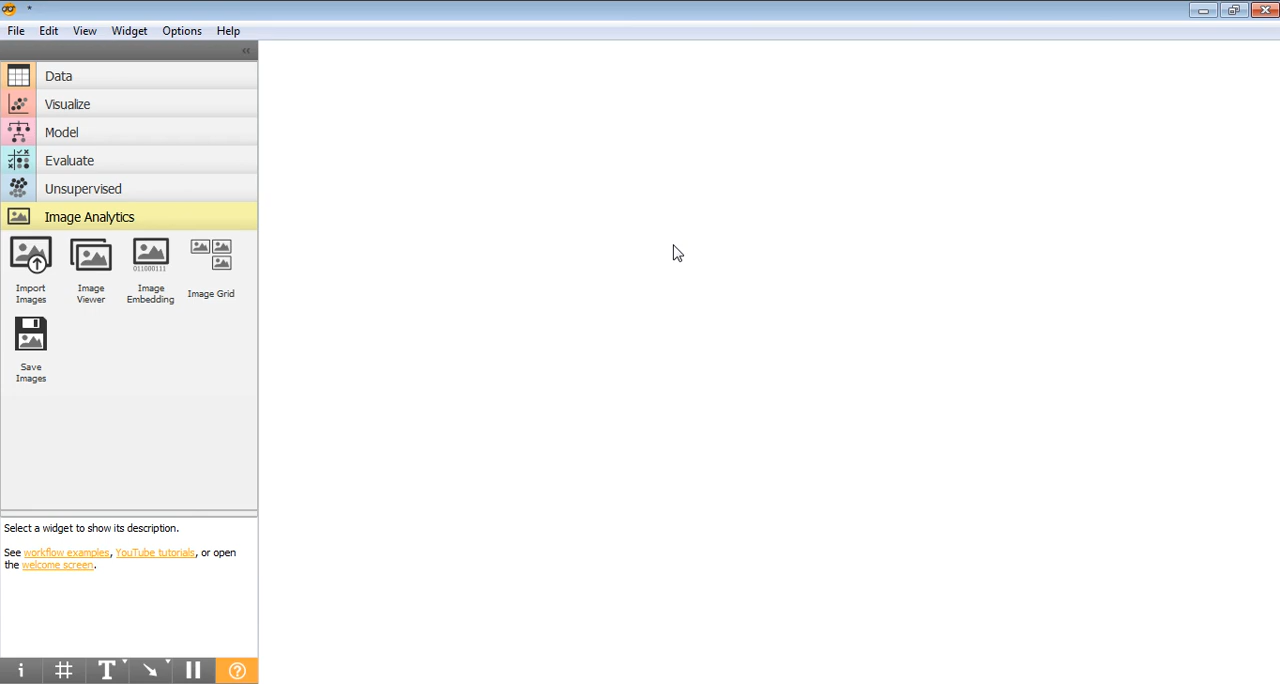 *
File Edit View Widget Options Help
Data
Visualize
Model
Evaluate
Unsupervised
Image Analytics
Import Images
Image Viewer
011000111
Image Embedding
Image Grid
Save Images
Select a widget to show its description.
See workflow examples, YouTube tutorials, or open
the welcome screen.
i # T ?